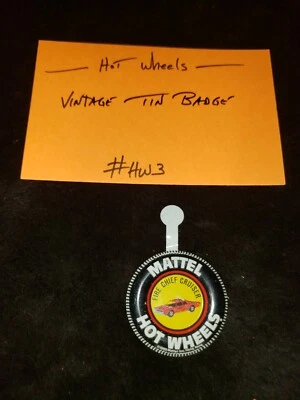 — Hot Wheels —
VINTAGE TIN BADGE
#HW3
MATTEL
FIRE CHIEF CRUISER
HOT WHEELS